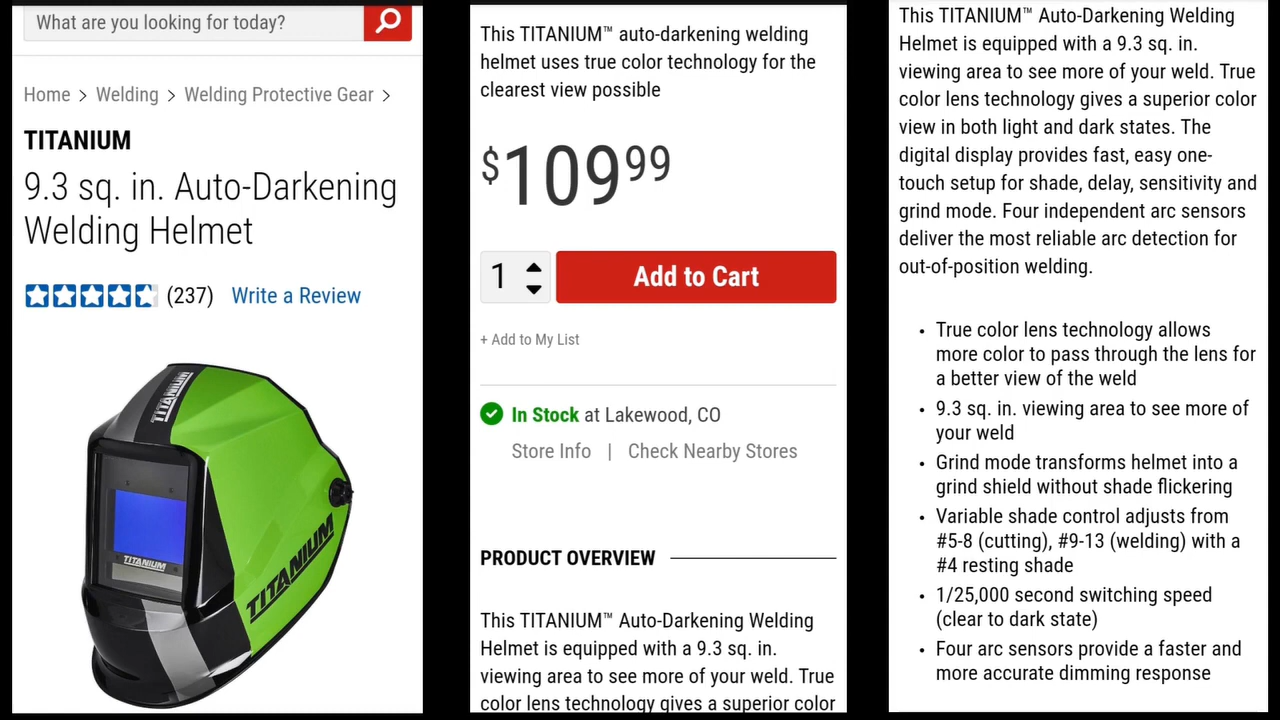 What are you looking for today?
Home > Welding > Welding Protective Gear >
TITANIUM
9.3 sq. in. Auto-Darkening
Welding Helmet
(237) Write a Review
TITANIUM
TITANIUM
TITANIUM
This TITANIUM™ auto-darkening welding
helmet uses true color technology for the
clearest view possible
$109 99
1 Add to Cart
+ Add to My List
In Stock at Lakewood, CO
Store Info | Check Nearby Stores
PRODUCT OVERVIEW
This TITANIUM™ Auto-Darkening Welding
Helmet is equipped with a 9.3 sq. in.
viewing area to see more of your weld. True
color lens technology gives a superior color
This TITANIUM™ Auto-Darkening Welding
Helmet is equipped with a 9.3 sq. in.
viewing area to see more of your weld. True
color lens technology gives a superior color
view in both light and dark states. The
digital display provides fast, easy one-
touch setup for shade, delay, sensitivity and
grind mode. Four independent arc sensors
deliver the most reliable arc detection for
out-of-position welding.
• True color lens technology allows
more color to pass through the lens for
a better view of the weld
• 9.3 sq. in. viewing area to see more of
your weld
• Grind mode transforms helmet into a
grind shield without shade flickering
• Variable shade control adjusts from
#5-8 (cutting), #9-13 (welding) with a
#4 resting shade
• 1/25,000 second switching speed
(clear to dark state)
• Four arc sensors provide a faster and
more accurate dimming response